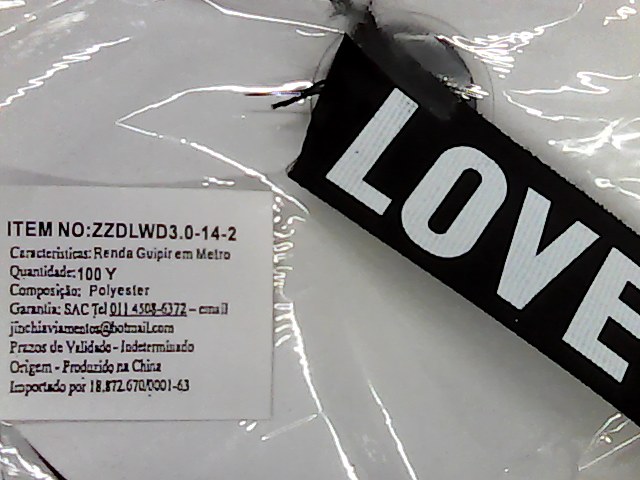 LOVE
ITEM NO:ZZDLWD3.0-14-2
Caracteristicas: Renda Guipir em Metro
Quantidade: 100 Y
Composição: Polyester
Garantia: SAC Tel 011 4508-6372 – email
jinchiaviamentos@hotmail.com
Prazos de Validade - Indeterminado
Origem - Produzido na China
Importado por 18.872.670/0001-63